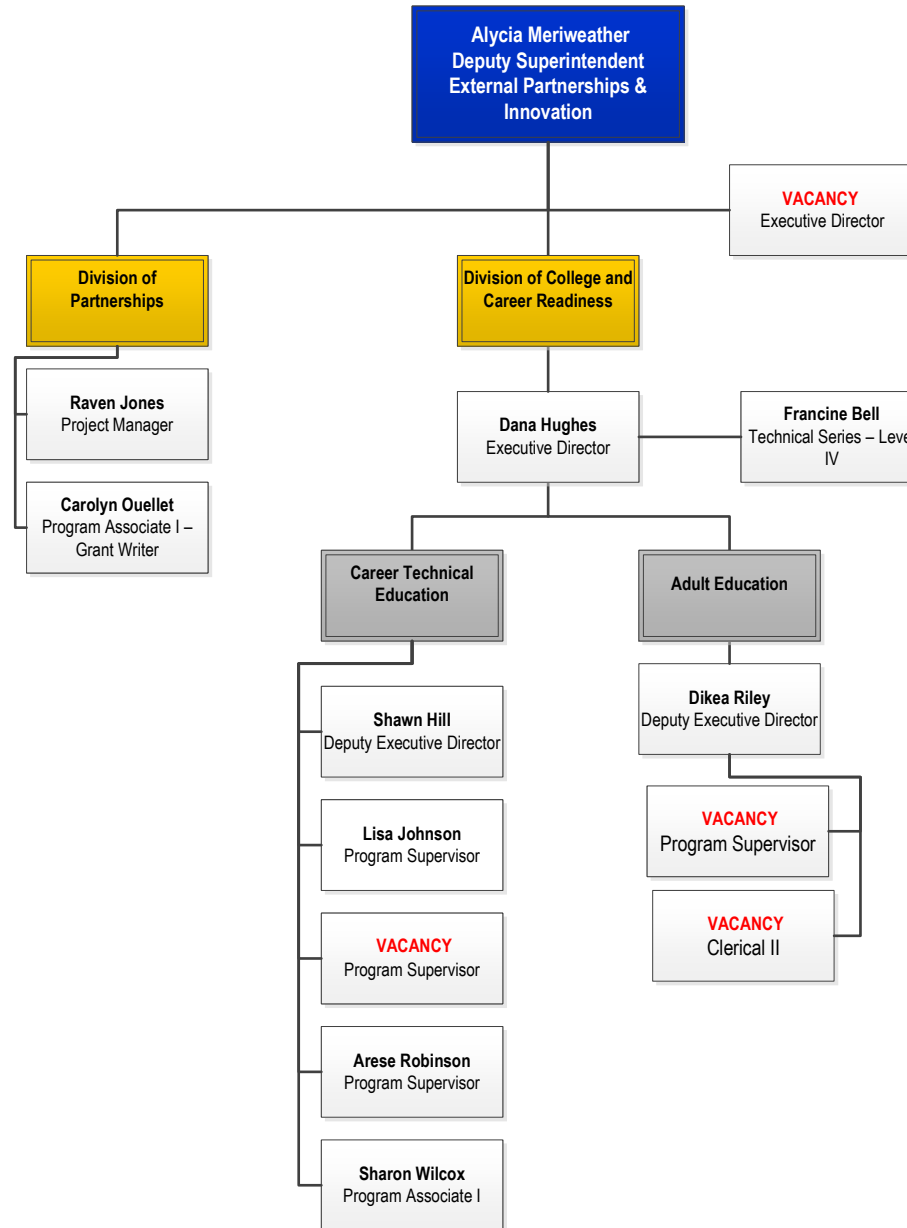 Alycia Meriweather
Deputy Superintendent
External Partnerships &
Innovation
VACANCY
Executive Director
Division of
Partnerships
Division of College and
Career Readiness
Raven Jones
Project Manager
Dana Hughes
Executive Director
Francine Bell
Technical Series – Leve
IV
Carolyn Ouellet
Program Associate I –
Grant Writer
Career Technical
Education
Adult Education
Shawn Hill
Deputy Executive Director
Dikea Riley
Deputy Executive Director
Lisa Johnson
Program Supervisor
VACANCY
Program Supervisor
VACANCY
Program Supervisor
VACANCY
Clerical II
Arese Robinson
Program Supervisor
Sharon Wilcox
Program Associate I